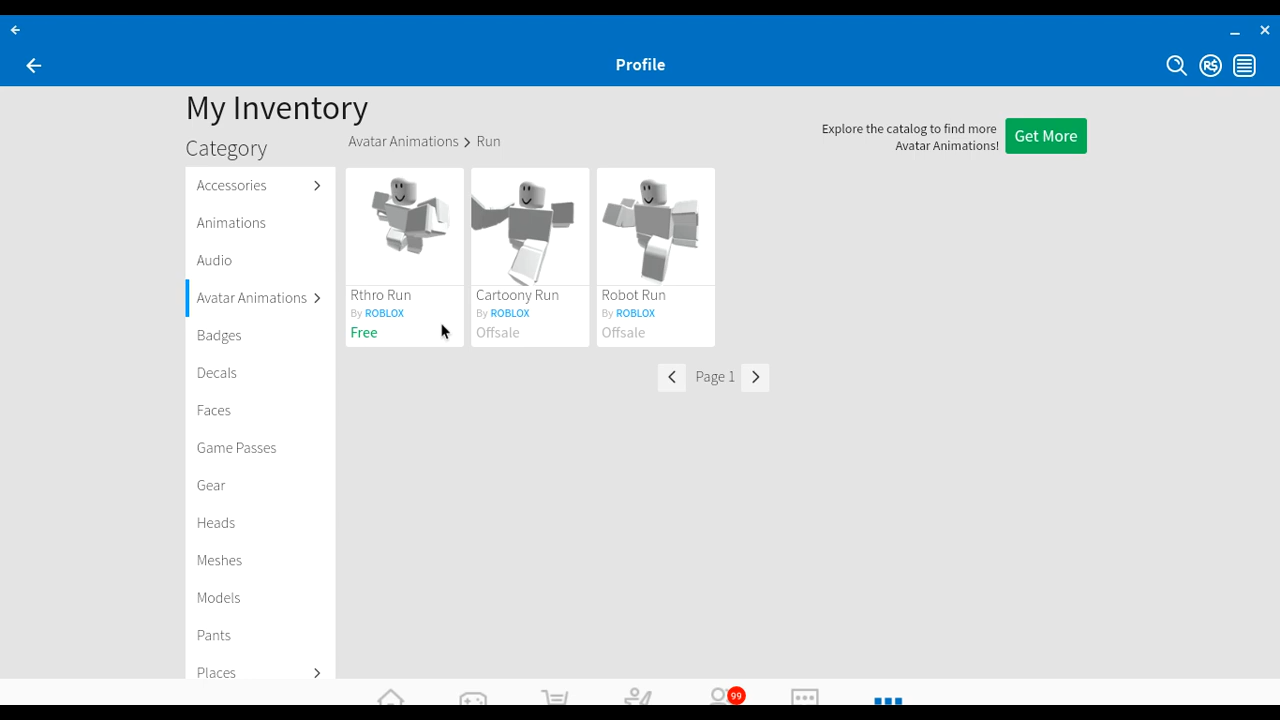 Profile
R$
My Inventory
Category
Avatar Animations > Run
Explore the catalog to find more
Avatar Animations!
Get More
Accessories
Animations
Audio
Avatar Animations
Badges
Decals
Faces
Game Passes
Gear
Heads
Meshes
Models
Pants
Places
Rthro Run
By ROBLOX
Free
Cartoony Run
By ROBLOX
Offsale
Robot Run
By ROBLOX
Offsale
Page 1
99